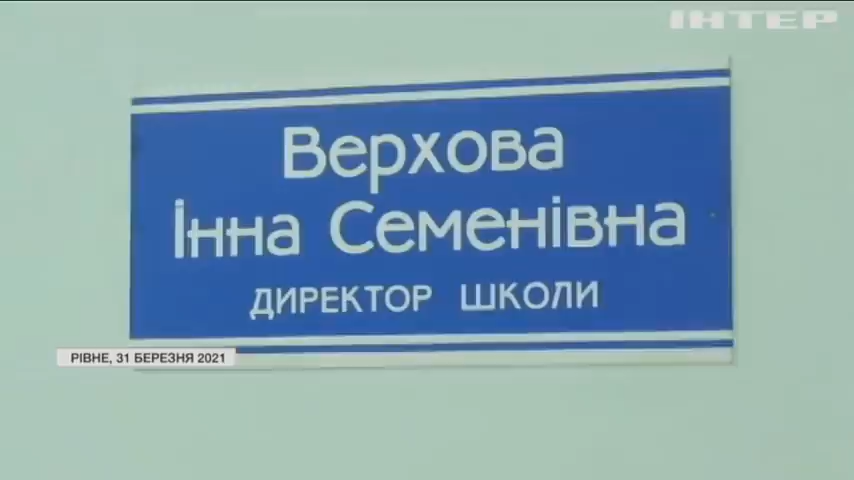 ІНТЕР
Верхова
Інна Семенівна
ДИРЕКТОР ШКОЛИ
РІВНЕ, 31 БЕРЕЗНЯ 2021